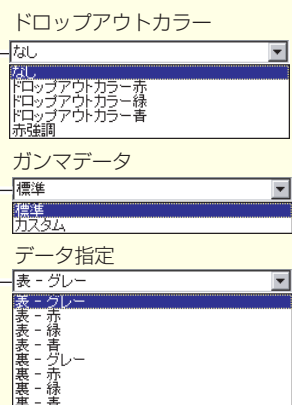 ドロップアウトカラー
なし
なし
ドロップアウトカラー赤
ドロップアウトカラー緑
ドロップアウトカラー青
赤強調
ガンマデータ
標準
標準
カスタム
データ指定
表 - グレー
表 - グレー
表 - 赤
表 - 緑
表 - 青
裏 - グレー
裏 - 赤
裏 - 緑
裏 - 青